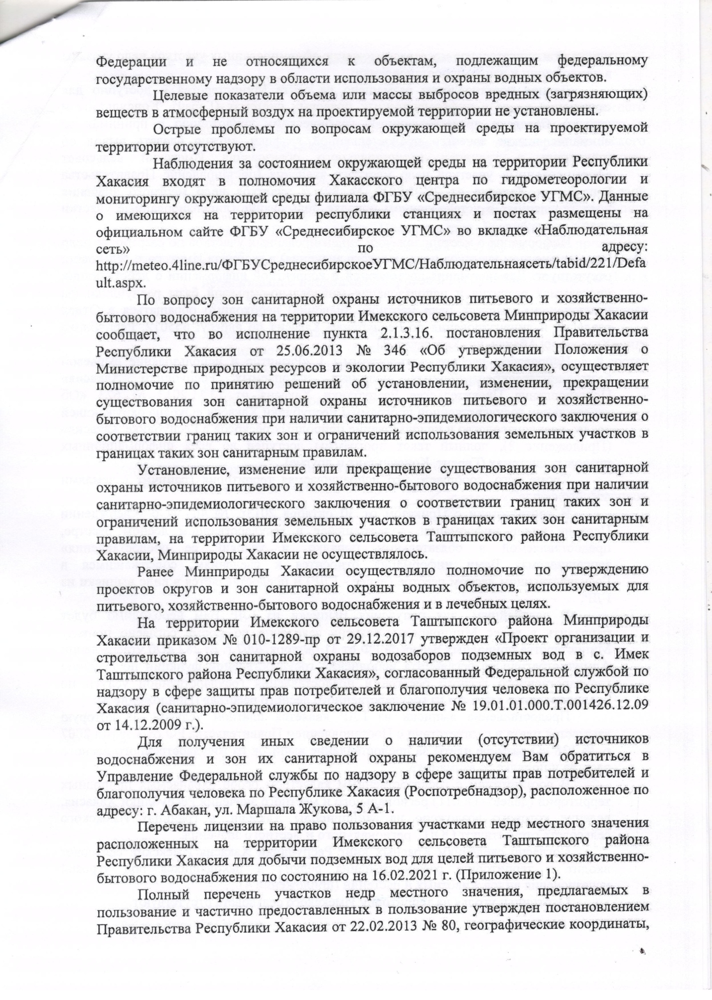 Федерации и не относящихся к объектам, подлежащим федеральному
государственному надзору в области использования и охраны водных объектов.
Целевые показатели объема или массы выбросов вредных (загрязняющих)
веществ в атмосферный воздух на проектируемой территории не установлены.
Острые проблемы по вопросам окружающей среды на проектируемой
территории отсутствуют.
Наблюдения за состоянием окружающей среды на территории Республики
Хакасия входят в полномочия Хакасского центра по гидрометеорологии и
мониторингу окружающей среды филиала ФГБУ «Среднесибирское УГМС». Данные
о имеющихся на территории республики станциях и постах размещены на
официальном сайте ФГБУ «Среднесибирское УГМС» во вкладке «Наблюдательная
сеть» по адресу:
http://meteo.4line.ru/ФГБУСреднесибирскоеУГМС/Наблюдательнаясеть/tabid/221/Defa
ult.aspx.
По вопросу зон санитарной охраны источников питьевого и хозяйственно-
бытового водоснабжения на территории Имекского сельсовета Минприроды Хакасии
сообщает, что во исполнение пункта 2.1.3.16. постановления Правительства
Республики Хакасия от 25.06.2013 № 346 «Об утверждении Положения о
Министерстве природных ресурсов и экологии Республики Хакасия», осуществляет
полномочие по принятию решений об установлении, изменении, прекращении
существования зон санитарной охраны источников питьевого и хозяйственно-
бытового водоснабжения при наличии санитарно-эпидемиологического заключения о
соответствии границ таких зон и ограничений использования земельных участков в
границах таких зон санитарным правилам.
Установление, изменение или прекращение существования зон санитарной
охраны источников питьевого и хозяйственно-бытового водоснабжения при наличии
санитарно-эпидемиологического заключения о соответствии границ таких зон и
ограничений использования земельных участков в границах таких зон санитарным
правилам, на территории Имекского сельсовета Таштыпского района Республики
Хакасии, Минприроды Хакасии не осуществлялось.
Ранее Минприроды Хакасии осуществляло полномочие по утверждению
проектов округов и зон санитарной охраны водных объектов, используемых для
питьевого, хозяйственно-бытового водоснабжения и в лечебных целях.
На территории Имекского сельсовета Таштыпского района Минприроды
Хакасии приказом № 010-1289-пр от 29.12.2017 утвержден «Проект организации и
строительства зон санитарной охраны водозаборов подземных вод в с. Имек
Таштыпского района Республики Хакасия», согласованный Федеральной службой по
надзору в сфере защиты прав потребителей и благополучия человека по Республике
Хакасия (санитарно-эпидемиологическое заключение № 19.01.01.000.Т.001426.12.09
от 14.12.2009 г.).
Для получения иных сведении о наличии (отсутствии) источников
водоснабжения и зон их санитарной охраны рекомендуем Вам обратиться в
Управление Федеральной службы по надзору в сфере защиты прав потребителей и
благополучия человека по Республике Хакасия (Роспотребнадзор), расположенное по
адресу: г. Абакан, ул. Маршала Жукова, 5 А-1.
Перечень лицензии на право пользования участками недр местного значения
расположенных на территории Имекского сельсовета Таштыпского района
Республики Хакасия для добычи подземных вод для целей питьевого и хозяйственно-
бытового водоснабжения по состоянию на 16.02.2021 г. (Приложение 1).
Полный перечень участков недр местного значения, предлагаемых в
пользование и частично предоставленных в пользование утвержден постановлением
Правительства Республики Хакасия от 22.02.2013 № 80, географические координаты,